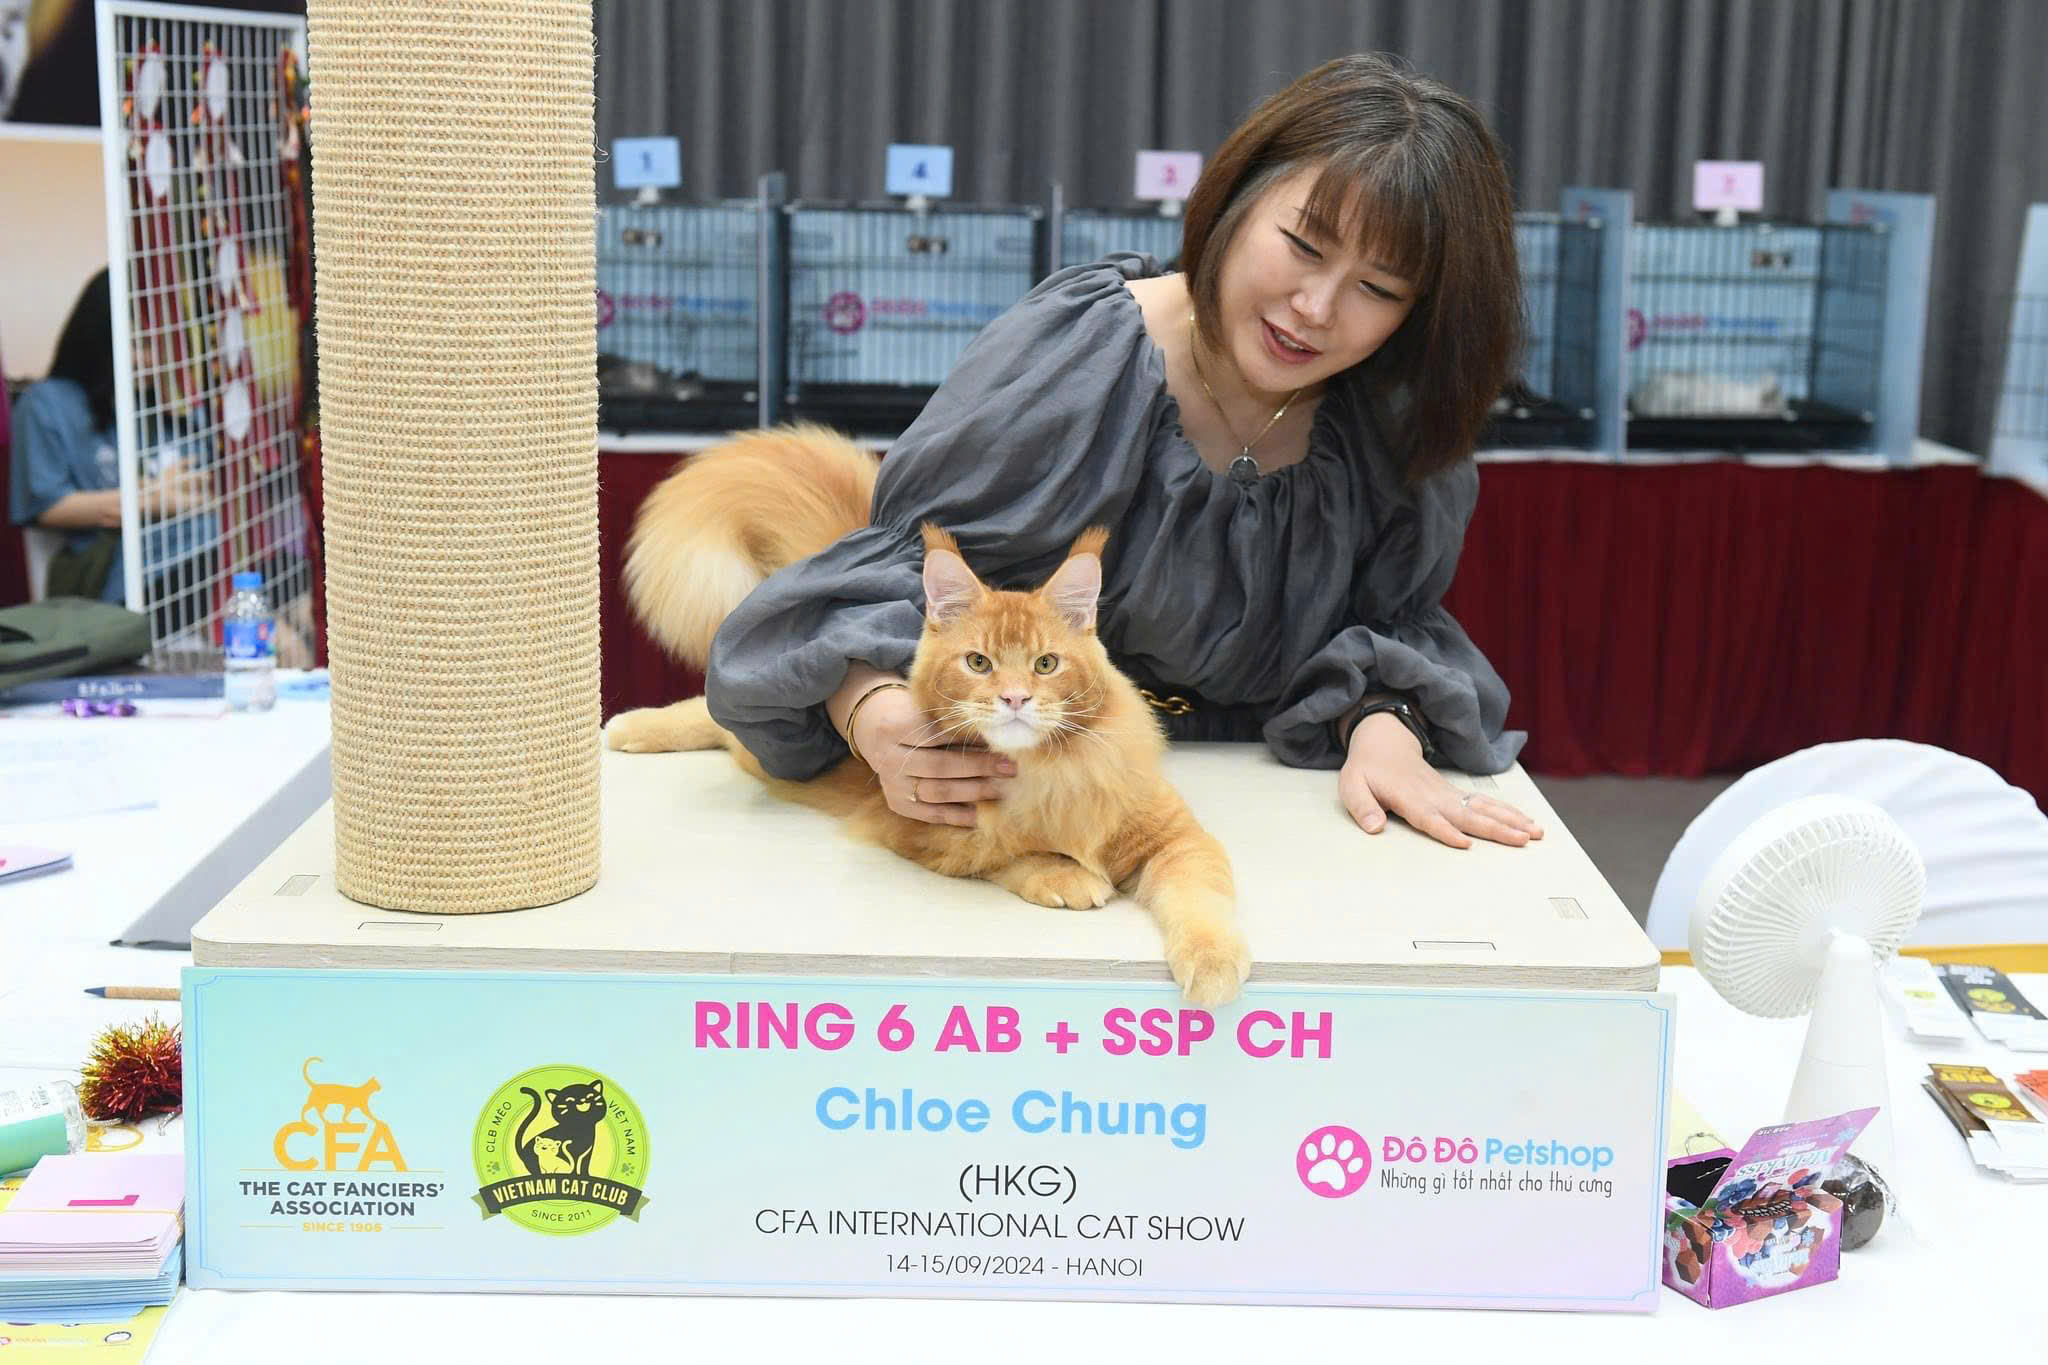 1
4
3
RING 6 AB + SSP CH
Chloe Chung
(HKG)
CFA INTERNATIONAL CAT SHOW
14-15/09/2024 - HANOI
CFA
THE CAT FANCIERS'
ASSOCIATION
SINCE 1906
CLB MÈO VIỆT NAM
VIETNAM CAT CLUB
SINCE 2011
Đô Đô Petshop
Những gì tốt nhất cho thú cưng